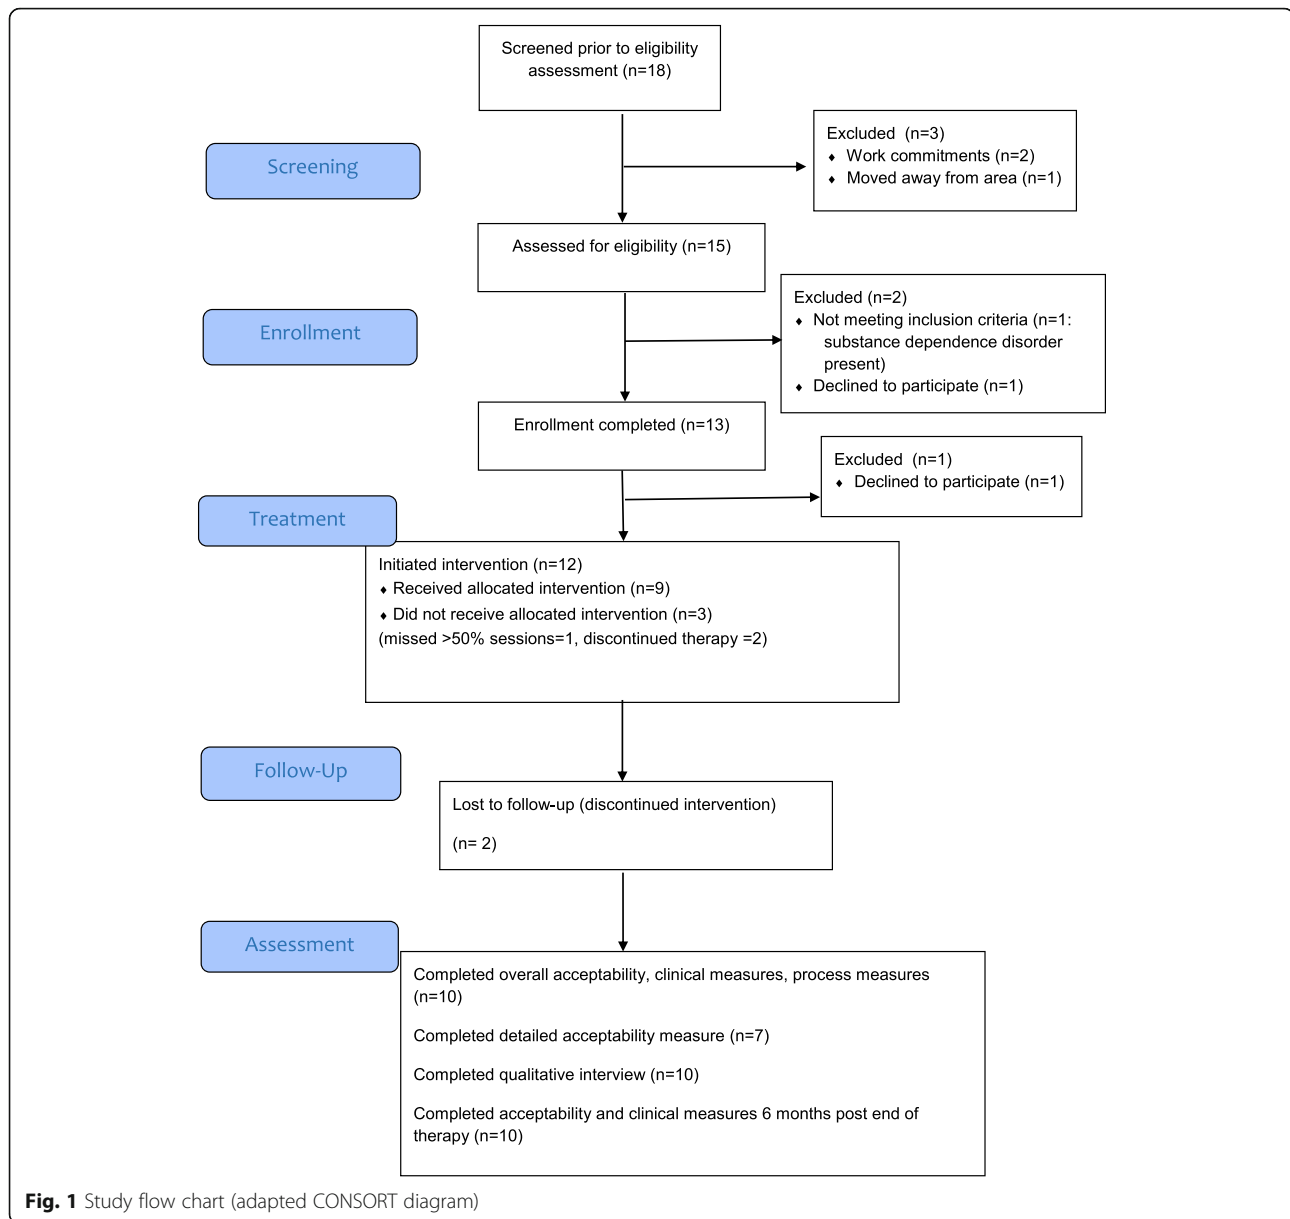 Screened prior to eligibility
assessment (n=18)
Excluded (n=3)
♦ Work commitments (n=2)
♦ Moved away from area (n=1)
Screening
Assessed for eligibility (n=15)
Excluded (n=2)
♦ Not meeting inclusion criteria (n=1:
substance dependence disorder
present)
♦ Declined to participate (n=1)
Enrollment
Enrollment completed (n=13)
Excluded (n=1)
♦ Declined to participate (n=1)
Treatment
Initiated intervention (n=12)
♦ Received allocated intervention (n=9)
♦ Did not receive allocated intervention (n=3)
(missed >50% sessions=1, discontinued therapy =2)
Follow-Up
Lost to follow-up (discontinued intervention)
(n= 2)
Assessment
Completed overall acceptability, clinical measures, process measures
(n=10)
Completed detailed acceptability measure (n=7)
Completed qualitative interview (n=10)
Completed acceptability and clinical measures 6 months post end of
therapy (n=10)
Fig. 1 Study flow chart (adapted CONSORT diagram)